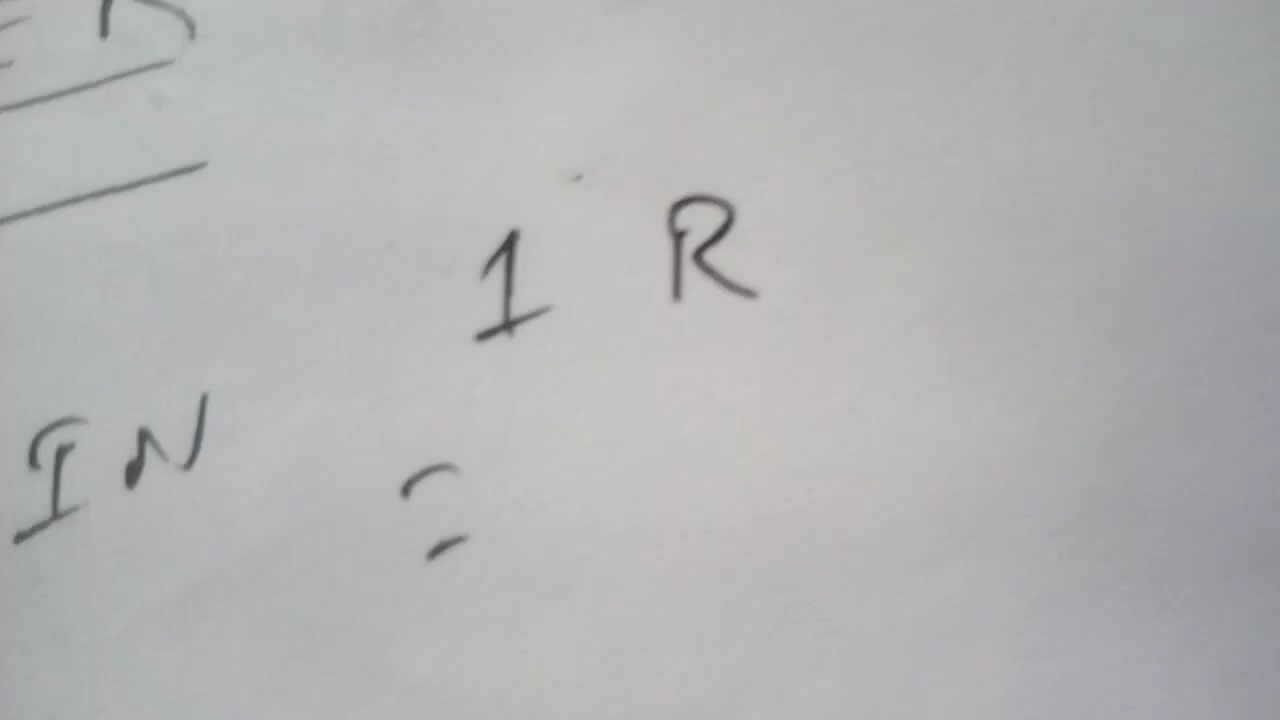 1 R
IN =